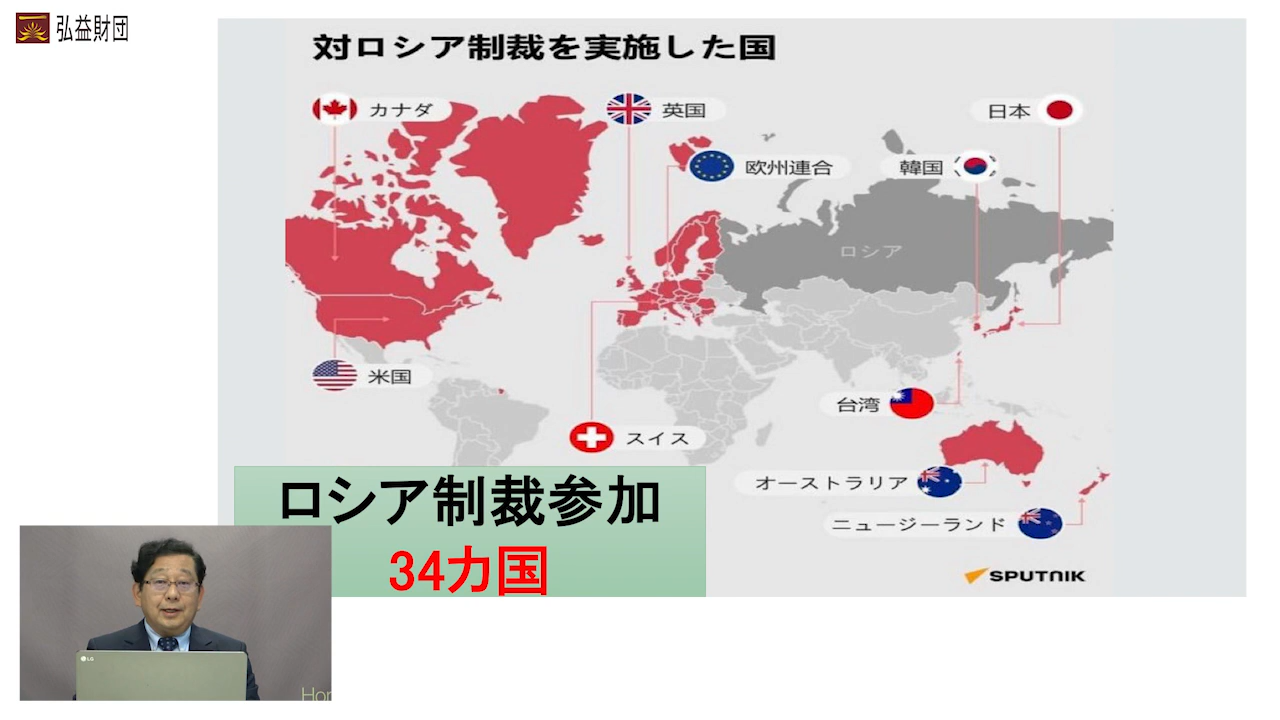 弘益財団
対ロシア制裁を実施した国
カナダ
英国
日本
欧州連合
韓国
ロシア
米国
台湾
スイス
オーストラリア
ニュージーランド
ロシア制裁参加
34カ国
SPUTNIK
LG
Hor